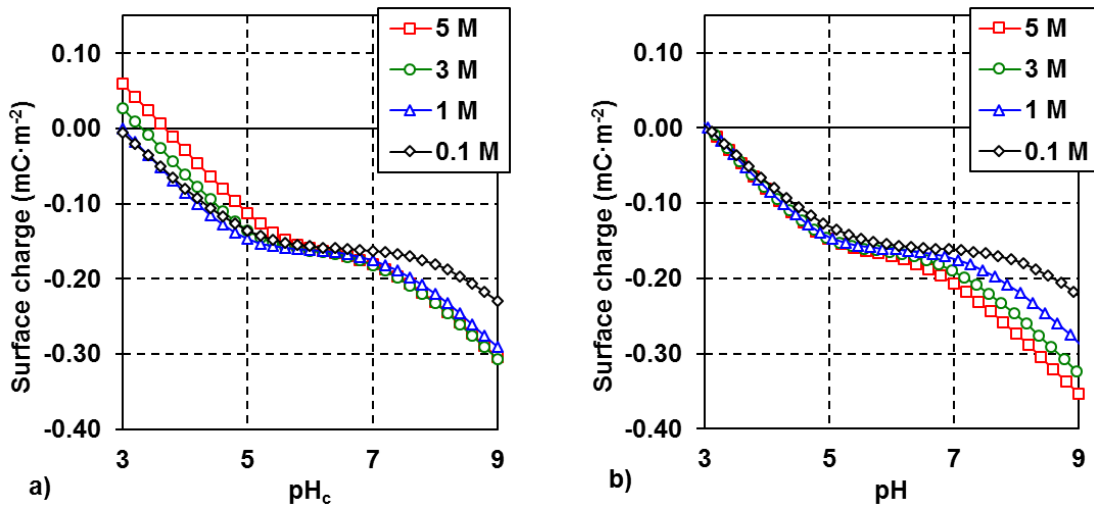 0.10
0.00
-0.10
-0.20
-0.30
-0.40
Surface charge (mC·m⁻²)
5 M
3 M
1 M
0.1 M
3
5
7
9
a)
pHc
0.10
0.00
-0.10
-0.20
-0.30
-0.40
Surface charge (mC·m⁻²)
5 M
3 M
1 M
0.1 M
3
5
7
9
b)
pH